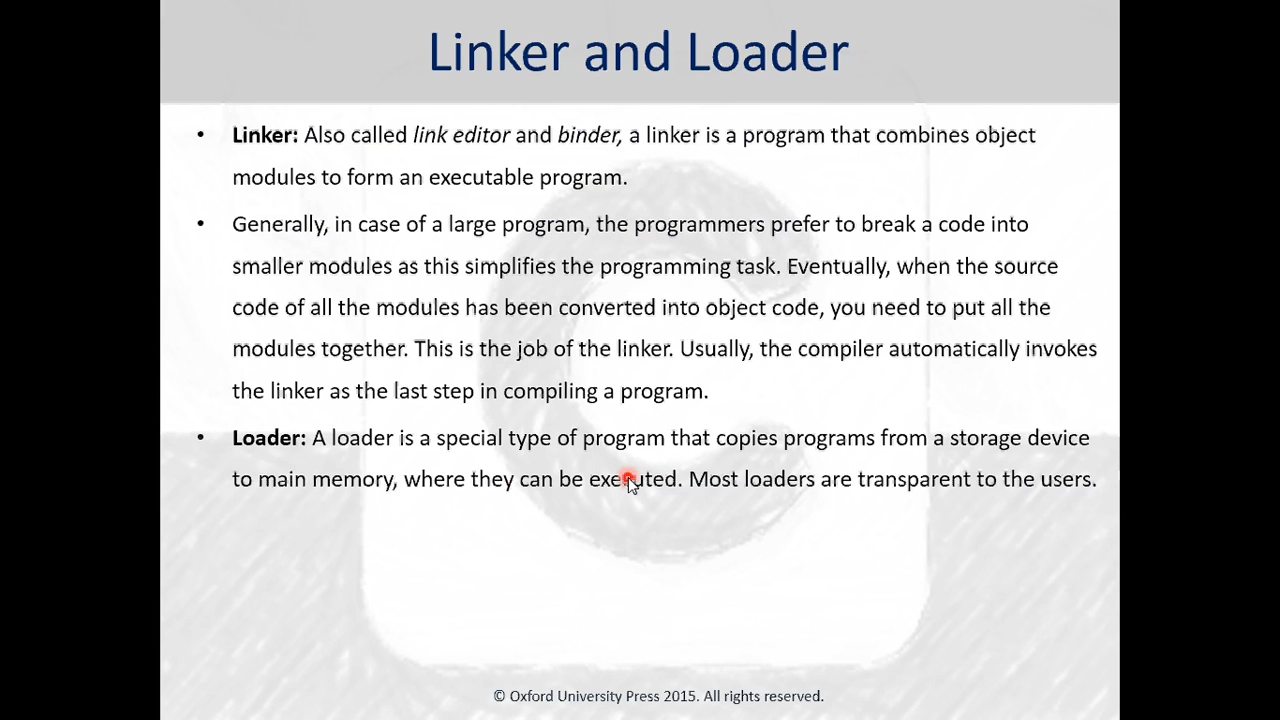 Linker and Loader
• Linker: Also called link editor and binder, a linker is a program that combines object
modules to form an executable program.
• Generally, in case of a large program, the programmers prefer to break a code into
smaller modules as this simplifies the programming task. Eventually, when the source
code of all the modules has been converted into object code, you need to put all the
modules together. This is the job of the linker. Usually, the compiler automatically invokes
the linker as the last step in compiling a program.
• Loader: A loader is a special type of program that copies programs from a storage device
to main memory, where they can be executed. Most loaders are transparent to the users.
© Oxford University Press 2015. All rights reserved.